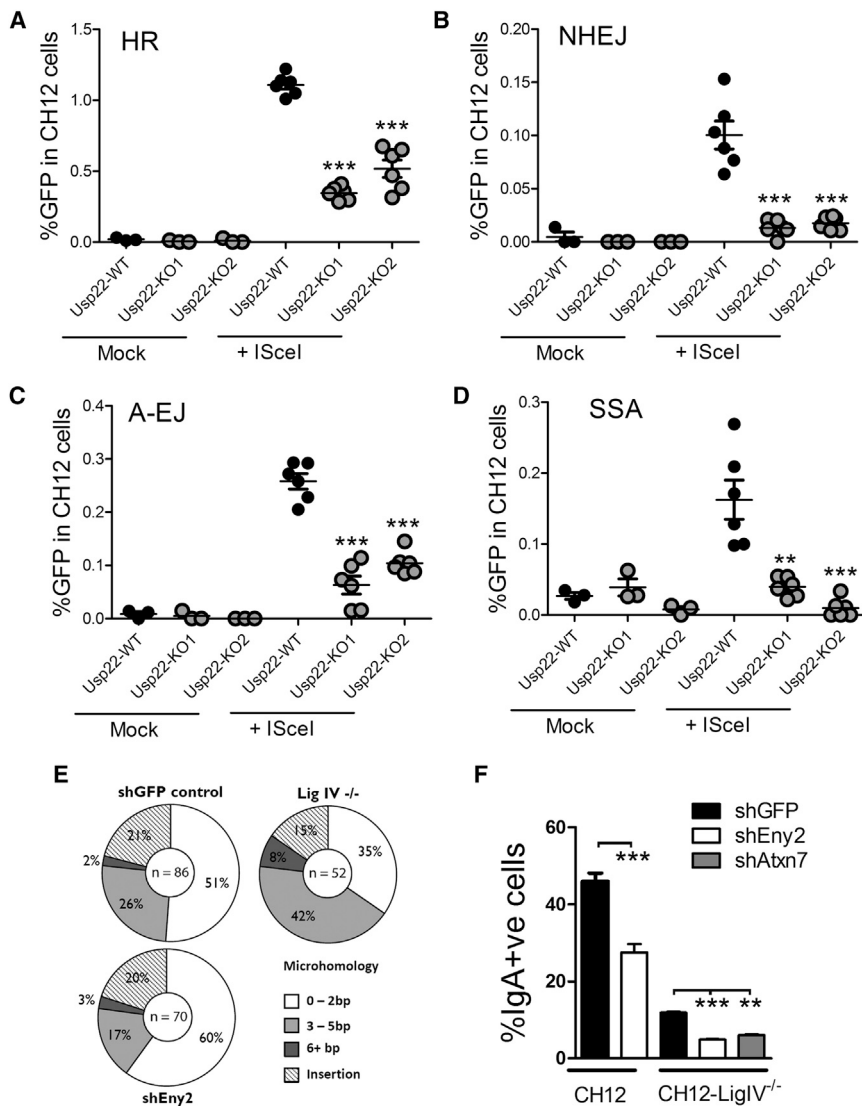 A
HR
%GFP in CH12 cells
1.5
1.0
0.5
0.0
***
***
Usp22-WT
Usp22-KO1
Usp22-KO2
Usp22-WT
Usp22-KO1
Usp22-KO2
Mock
+ ISceI
B
NHEJ
%GFP in CH12 cells
0.20
0.15
0.10
0.05
0.00
***
***
Usp22-WT
Usp22-KO1
Usp22-KO2
Usp22-WT
Usp22-KO1
Usp22-KO2
Mock
+ ISceI
C
A-EJ
%GFP in CH12 cells
0.4
0.3
0.2
0.1
0.0
***
***
Usp22-WT
Usp22-KO1
Usp22-KO2
Usp22-WT
Usp22-KO1
Usp22-KO2
Mock
+ ISceI
D
SSA
%GFP in CH12 cells
0.3
0.2
0.1
0.0
**
***
Usp22-WT
Usp22-KO1
Usp22-KO2
Usp22-WT
Usp22-KO1
Usp22-KO2
Mock
+ ISceI
E
shGFP control
21%
2%
26%
51%
n = 86
Lig IV -/-
15%
8%
42%
35%
n = 52
20%
3%
17%
60%
n = 70
shEny2
Microhomology
0 – 2bp
3 – 5bp
6+ bp
Insertion
F
shGFP
shEny2
shAtxn7
%IgA+ve cells
60
40
20
0
***
***
**
CH12
CH12-LigIV-/-